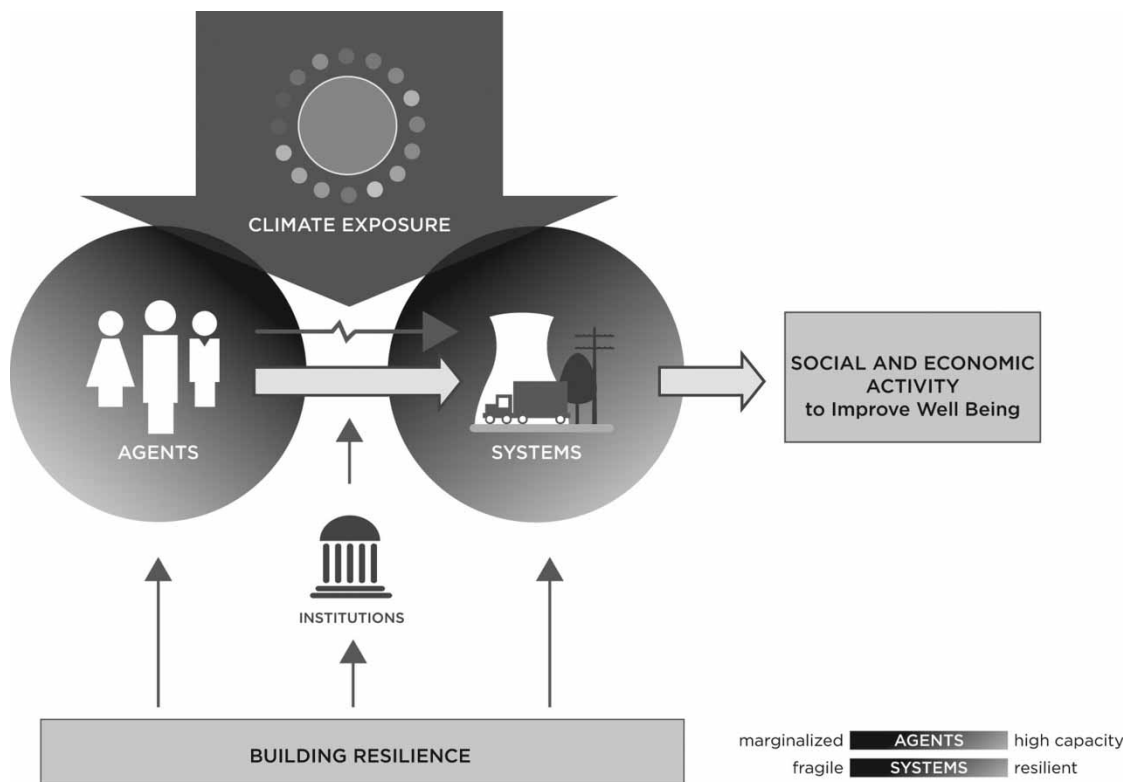 CLIMATE EXPOSURE
AGENTS
SYSTEMS
SOCIAL AND ECONOMIC
ACTIVITY
to Improve Well Being
INSTITUTIONS
BUILDING RESILIENCE
marginalized AGENTS high capacity
fragile SYSTEMS resilient